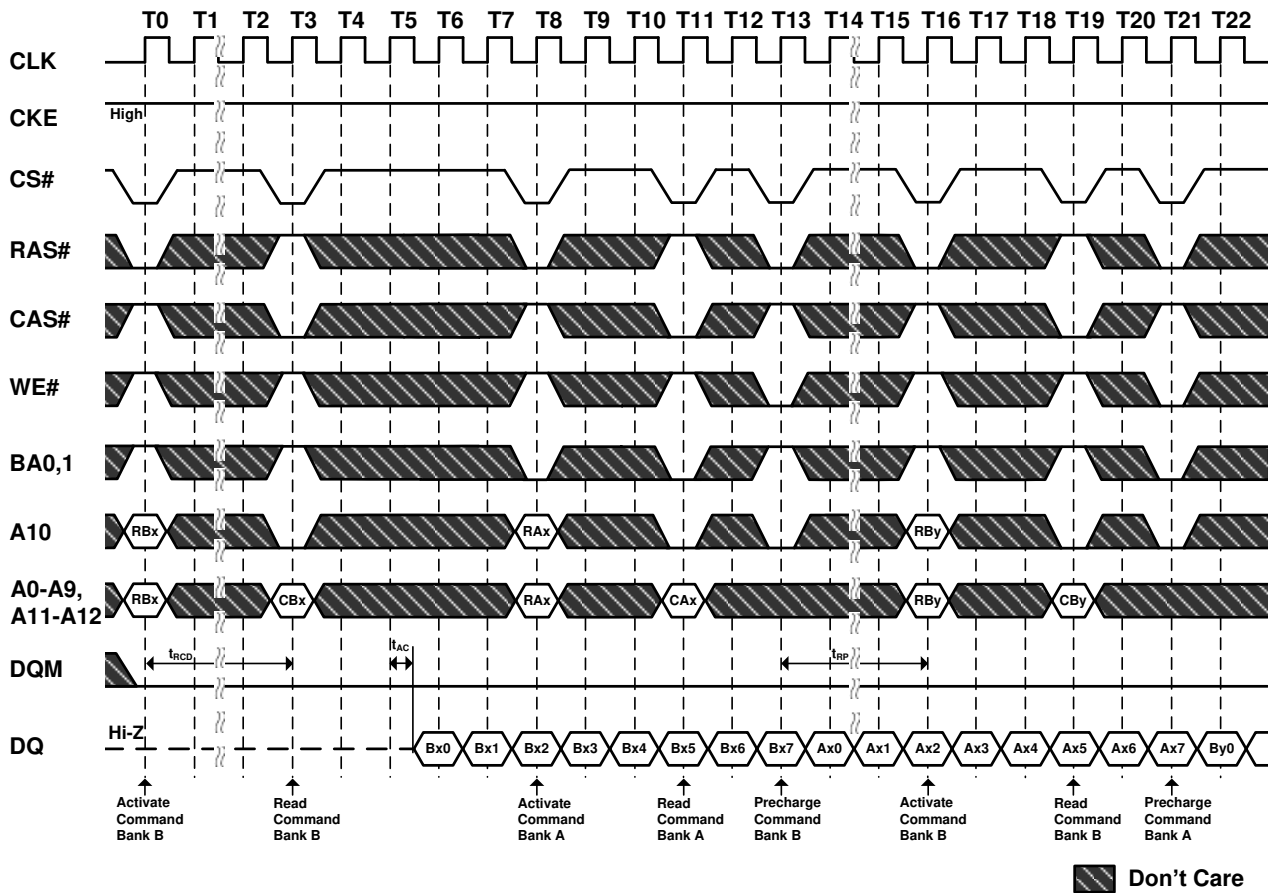 T0 T1 T2 T3 T4 T5 T6 T7 T8 T9 T10 T11 T12 T13 T14 T15 T16 T17 T18 T19 T20 T21 T22
CLK
CKE High
CS#
RAS#
CAS#
WE#
BA0,1
A10 RBx RAx RBy
A0-A9,
A11-A12 RBx CBx RAx CAx RBy CBy
DQM tRCD tAC tRP
DQ Hi-Z Bx0 Bx1 Bx2 Bx3 Bx4 Bx5 Bx6 Bx7 Ax0 Ax1 Ax2 Ax3 Ax4 Ax5 Ax6 Ax7 By0
Activate
Command
Bank B
Read
Command
Bank B
Activate
Command
Bank A
Read
Command
Bank A
Precharge
Command
Bank B
Activate
Command
Bank B
Read
Command
Bank B
Precharge
Command
Bank A
Don't Care